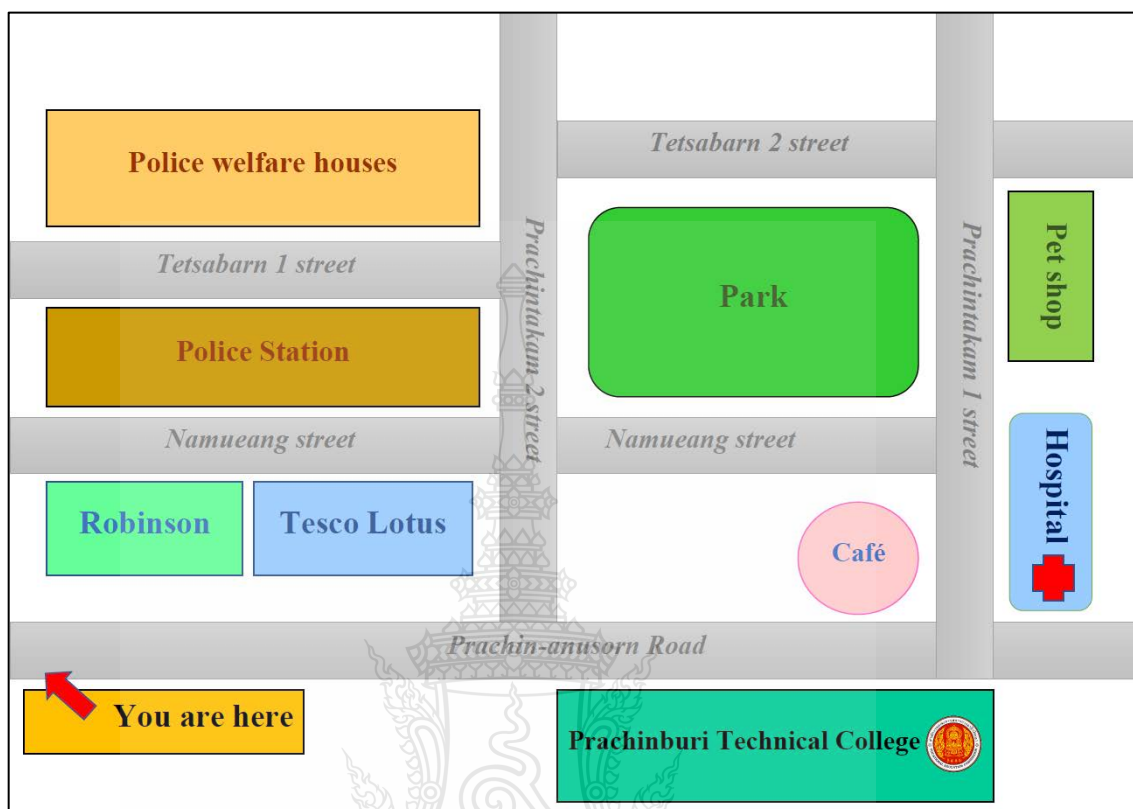 Tetsabarn 2 street
Police welfare houses
Tetsabarn 1 street
Prachintakam 2 street
Park
Prachintakam 1 street
Pet shop
Police Station
Namueang street
Namueang street
Robinson
Tesco Lotus
Café
Hospital
Prachin-anusorn Road
You are here
Prachinburi Technical College